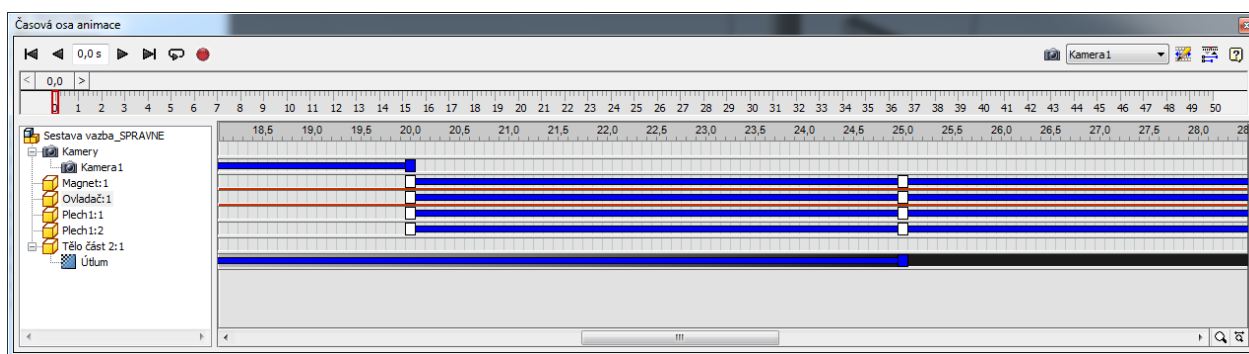 Časová osa animace
0,0 s
Kamera1
< 0,0 >
0 1 2 3 4 5 6 7 8 9 10 11 12 13 14 15 16 17 18 19 20 21 22 23 24 25 26 27 28 29 30 31 32 33 34 35 36 37 38 39 40 41 42 43 44 45 46 47 48 49 50
18,5 19,0 19,5 20,0 20,5 21,0 21,5 22,0 22,5 23,0 23,5 24,0 24,5 25,0 25,5 26,0 26,5 27,0 27,5 28,0 28
Sestava vazba_SPRAVNE
Kamery
Kamera1
Magnet:1
Ovladač:1
Plech1:1
Plech1:2
Tělo část 2:1
Útlum